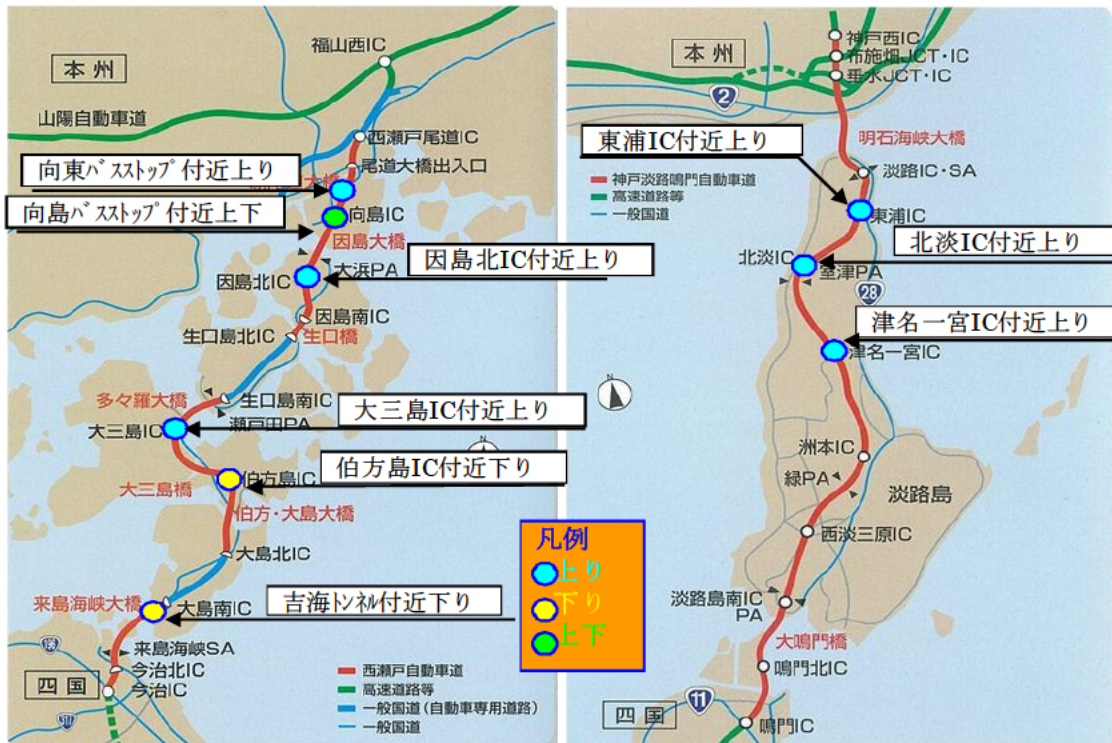 本州
福山西IC
山陽自動車道
西瀬戸尾道IC
向東ﾊﾞｽｽﾄｯﾌﾟ付近上り
尾道大橋出入口
大橋
向島ﾊﾞｽｽﾄｯﾌﾟ付近上下
向島IC
因島大橋
大浜PA
因島北IC付近上り
因島北IC
因島南IC
生口島北IC
生口橋
多々羅大橋
生口島南IC
瀬戸田PA
大三島IC付近上り
大三島IC
N
伯方島IC付近下り
伯方島IC
大三島橋
伯方・大島大橋
大島北IC
来島海峡大橋
大島南IC
吉海ﾄﾝﾈﾙ付近下り
来島海峡SA
196
今治北IC
四国
今治IC
317
西瀬戸自動車道
高速道路等
一般国道(自動車専用道路)
一般国道
凡例
上り
下り
上下
神戸西IC
本州
布施畑JCT・IC
垂水JCT・IC
2
明石海峡大橋
東浦IC付近上り
淡路IC・SA
神戸淡路鳴門自動車道
高速道路等
一般国道
東浦IC
北淡IC付近上り
北淡IC
室津PA
28
津名一宮IC付近上り
津名一宮IC
N
洲本IC
緑PA
淡路島
西淡三原IC
淡路島南IC
PA
大鳴門橋
鳴門北IC
11
四国
鳴門IC